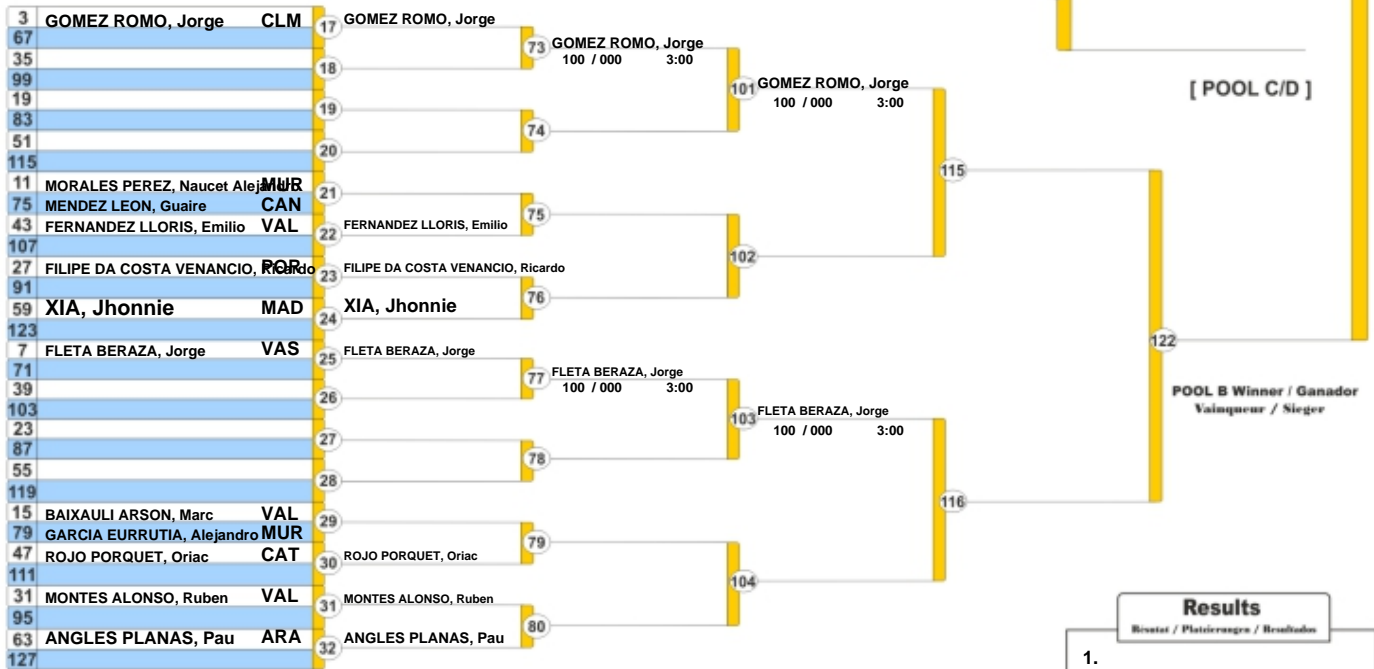 3 GOMEZ ROMO, Jorge CLM 17 GOMEZ ROMO, Jorge
67
73 GOMEZ ROMO, Jorge
35
100 / 000 3:00
18
99
101 GOMEZ ROMO, Jorge
[ POOL C/D ]
19
100 / 000 3:00
19
83
74
51
20
115
115
11 MORALES PEREZ, Naucet Alejandro MUR 21
75 MENDEZ LEON, Guaire CAN
75
43 FERNANDEZ LLORIS, Emilio VAL 22 FERNANDEZ LLORIS, Emilio
107
102
27 FILIPE DA COSTA VENANCIO, Ricardo POR 23 FILIPE DA COSTA VENANCIO, Ricardo
91
76
59 XIA, Jhonnie MAD 24 XIA, Jhonnie
123
122
7 FLETA BERAZA, Jorge VAS 25 FLETA BERAZA, Jorge
71
77 FLETA BERAZA, Jorge
39
100 / 000 3:00
26
POOL B Winner / Ganador
103
Vainqueur / Sieger
103 FLETA BERAZA, Jorge
23
100 / 000 3:00
27
87
78
55
28
119
116
15 BAIXAULI ARSON, Marc VAL 29
79 GARCIA EURRUTIA, Alejandro MUR
79
47 ROJO PORQUET, Oriac CAT 30 ROJO PORQUET, Oriac
111
104
31 MONTES ALONSO, Ruben VAL 31 MONTES ALONSO, Ruben
95
80
Results
63 ANGLES PLANAS, Pau ARA 32 ANGLES PLANAS, Pau
Résutat / Platzierungen / Resultados
127
1.